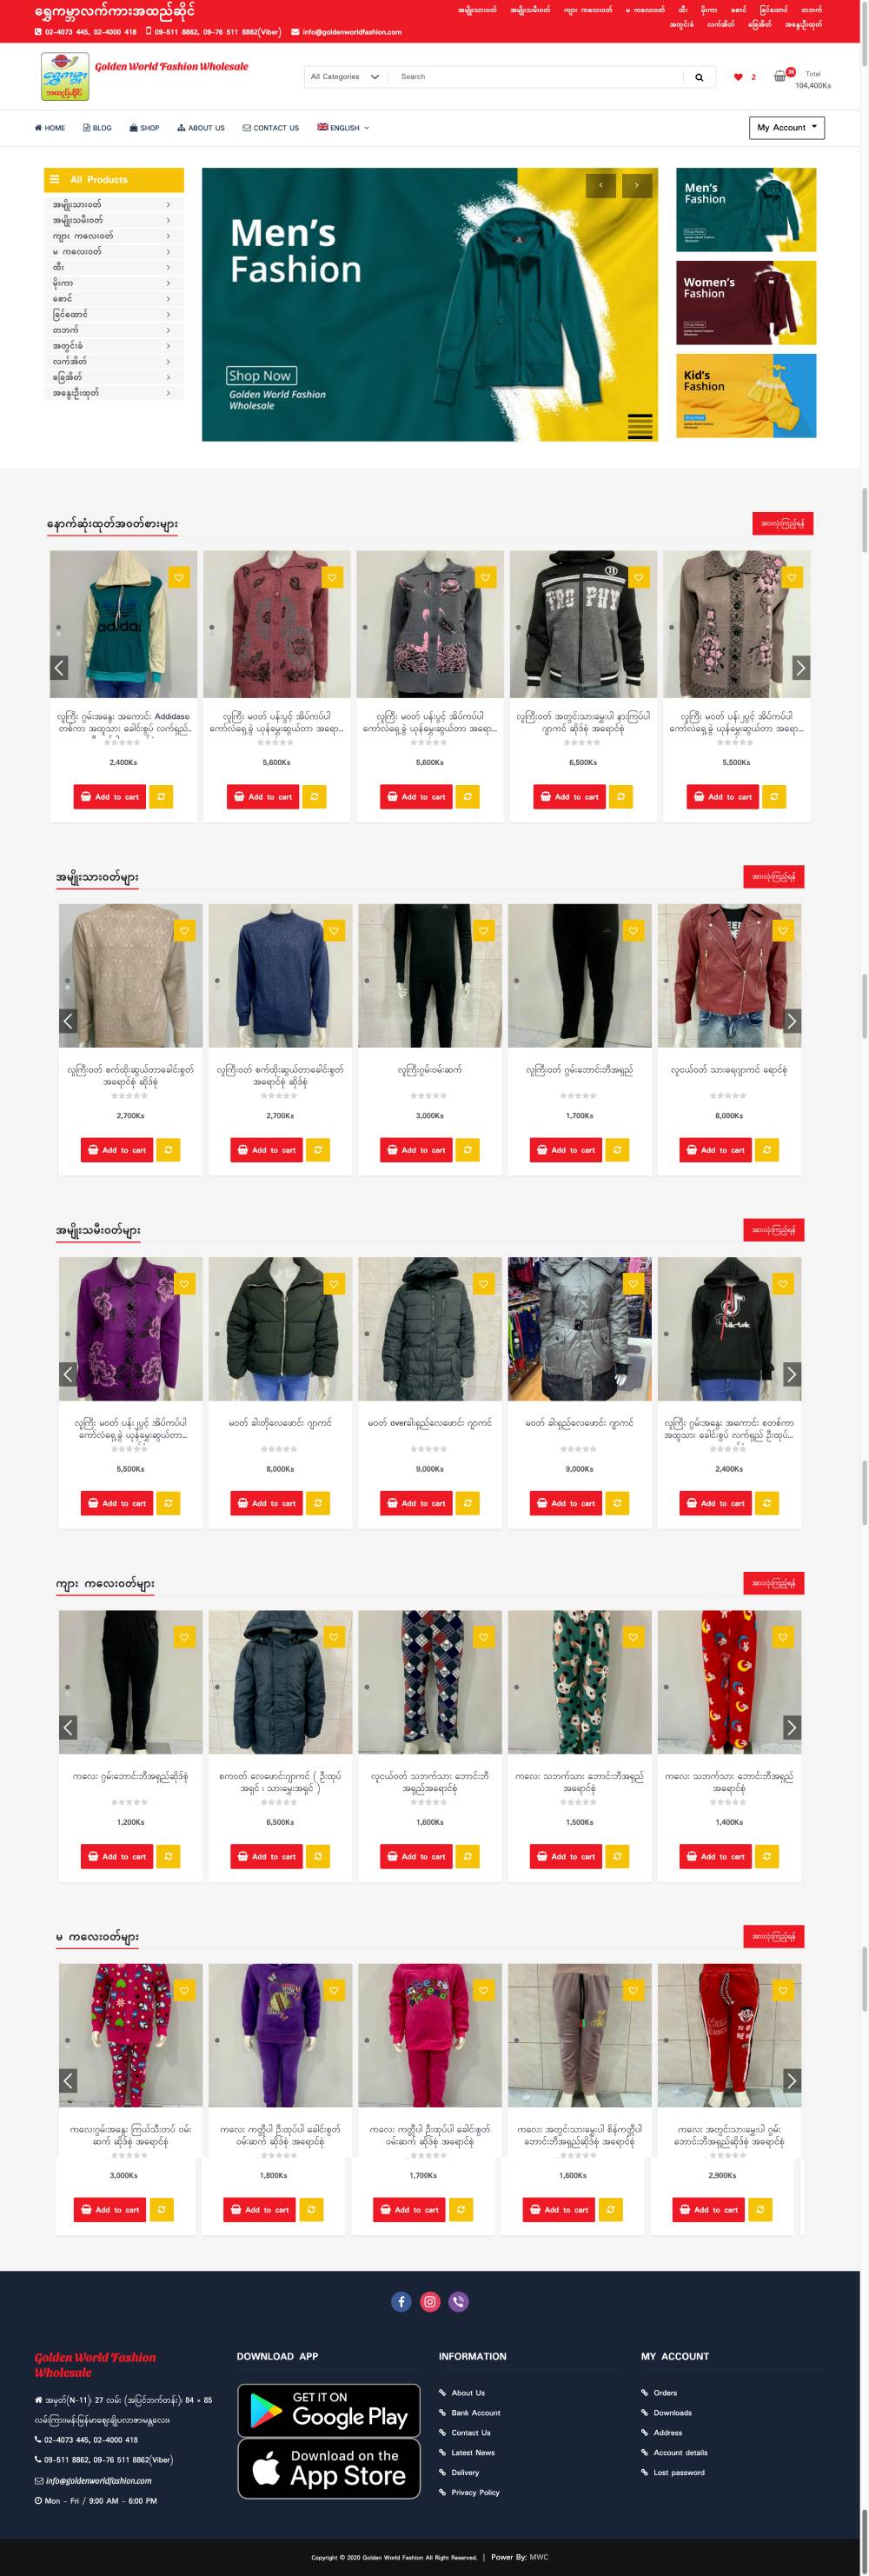 ရွှေကမ္ဘာလက်ကားအထည်ဆိုင်
02-4073 445, 02-4000 418 09-511 8862, 09-76 511 8862(Viber) info@goldenworldfashion.com
အမျိုးသားဝတ် အမျိုးသမီးဝတ် ကျား ကလေးဝတ် မ ကလေးဝတ် ထီး မိုးကာ စောင် ခြင်ထောင် တဘက်
အတွင်းခံ လက်အိတ် ခြေအိတ် အနွေးဦးထုတ်
Golden World Fashion Wholesale
All Categories Search
2
Total
104,400Ks
HOME BLOG SHOP ABOUT US CONTACT US ENGLISH
My Account
All Products
အမျိုးသားဝတ်
အမျိုးသမီးဝတ်
ကျား ကလေးဝတ်
မ ကလေးဝတ်
ထီး
မိုးကာ
စောင်
ခြင်ထောင်
တဘက်
အတွင်းခံ
လက်အိတ်
ခြေအိတ်
အနွေးဦးထုတ်
Men's
Fashion
Shop Now
Golden World Fashion
Wholesale
Men's
Fashion
Shop Now
Women's
Fashion
Shop Now
Kid's
Fashion
Shop Now
နောက်ဆုံးထုတ်အဝတ်စားများ
အားလုံးကြည့်ရန်
adidas
TROPHY
လူကြီး ဂွမ်းအနွေး အကောင်း Addidasစ
တစ်ကာ အထူသား ခေါင်းစွပ် လက်ရှည်..
2,400Ks
Add to cart
လူကြီး မဝတ် ပန်းပွင့် အိပ်ကပ်ပါ
ကော်လံရှေ့ခွဲ ယုန်မွှေးဆွယ်တာ အရော...
5,600Ks
Add to cart
လူကြီး မဝတ် ပန်းပွင့် အိပ်ကပ်ပါ
ကော်လံရှေ့ခွဲ ယုန်မွှေးဆွယ်တာ အရော...
5,600Ks
Add to cart
လူကြီးဝတ် အတွင်းသားမွှေးပါ နားကြပ်ပါ
ဂျာကင် ဆိုဒ်စုံ အရောင်စုံ
6,500Ks
Add to cart
လူကြီး မဝတ် ပန်း၂ပွင့် အိပ်ကပ်ပါ
ကော်လံရှေ့ခွဲ ယုန်မွှေးဆွယ်တာ အရော...
5,500Ks
Add to cart
အမျိုးသားဝတ်များ
အားလုံးကြည့်ရန်
လူကြီးဝတ် စက်ထိုးဆွယ်တာခေါင်းစွတ်
အရောင်စုံ ဆိုဒ်စုံ
2,700Ks
Add to cart
လူကြီးဝတ် စက်ထိုးဆွယ်တာခေါင်းစွတ်
အရောင်စုံ ဆိုဒ်စုံ
2,700Ks
Add to cart
လူကြီးဂွမ်းဝမ်းဆက်
3,000Ks
Add to cart
လူကြီးဝတ် ဂွမ်းဘောင်းဘီအရှည်
1,700Ks
Add to cart
လူငယ်ဝတ် သားရေဂျာကင် ရောင်စုံ
8,000Ks
Add to cart
အမျိုးသမီးဝတ်များ
အားလုံးကြည့်ရန်
လူကြီး မဝတ် ပန်း၂ပွင့် အိပ်ကပ်ပါ
ကော်လံရှေ့ခွဲ ယုန်မွှေးဆွယ်တာ...
5,500Ks
Add to cart
မဝတ် ခါးတိုလေဖောင်း ဂျာကင်
8,000Ks
Add to cart
မဝတ် overခါးရှည်လေဖောင်း ဂျာကင်
9,000Ks
Add to cart
မဝတ် ခါးရှည်လေဖောင်း ဂျာကင်
9,000Ks
Add to cart
လူကြီး ဂွမ်းအနွေး အကောင်း စတစ်ကာ
အထူသား ခေါင်းစွပ် လက်ရှည် ဦးထုပ်...
2,400Ks
Add to cart
ကျား ကလေးဝတ်များ
အားလုံးကြည့်ရန်
ကလေး ဂွမ်းဘောင်းဘီအရှည်ဆိုဒ်စုံ
1,200Ks
Add to cart
စကဝတ် လေဖောင်းဂျာကင် ( ဦးထုပ်
အရှင် ၊ သားမွှေးအရှင် )
6,500Ks
Add to cart
လူငယ်ဝတ် သဘက်သား ဘောင်းဘီ
အရှည်အရောင်စုံ
1,600Ks
Add to cart
ကလေး သဘက်သား ဘောင်းဘီအရှည်
အရောင်စုံ
1,500Ks
Add to cart
ကလေး သဘက်သား ဘောင်းဘီအရှည်
အရောင်စုံ
1,400Ks
Add to cart
မ ကလေးဝတ်များ
အားလုံးကြည့်ရန်
ကလေးဂွမ်းအနွေး ကြယ်သီးတပ် ဝမ်း
ဆက် ဆိုဒ်စုံ အရောင်စုံ
3,000Ks
Add to cart
ကလေး ကတ္တီပါ ဦးထုပ်ပါ ခေါင်းစွတ်
ဝမ်းဆက် ဆိုဒ်စုံ အရောင်စုံ
1,800Ks
Add to cart
ကလေး ကတ္တီပါ ဦးထုပ်ပါ ခေါင်းစွတ်
ဝမ်းဆက် ဆိုဒ်စုံ အရောင်စုံ
1,700Ks
Add to cart
ကလေး အတွင်းသားမွှေးပါ စိန်ကတ္တီပါ
ဘောင်းဘီအရှည်ဆိုဒ်စုံ အရောင်စုံ
1,600Ks
Add to cart
ကလေး အတွင်းသားမွှေးပါ ဂွမ်း
ဘောင်းဘီအရှည်ဆိုဒ်စုံ အရောင်စုံ
2,900Ks
Add to cart
Golden World Fashion
Wholesale
အမှတ်(N-11)၊ 27 လမ်း (အပြင်ဘက်တန်း)၊ 84 × 85
02-4073 445, 02-4000 418
09-511 8862, 09-76 511 8862(Viber)
info@goldenworldfashion.com
Mon - Fri / 9:00 AM - 6:00 PM
DOWNLOAD APP
GET IT ON
Google Play
Download on the
App Store
INFORMATION
About Us
Bank Account
Contact Us
Latest News
Delivery
Privacy Policy
MY ACCOUNT
Orders
Downloads
Address
Account details
Lost password
Copyright © 2020 Golden World Fashion All Right Reserved. | Power By: MWC